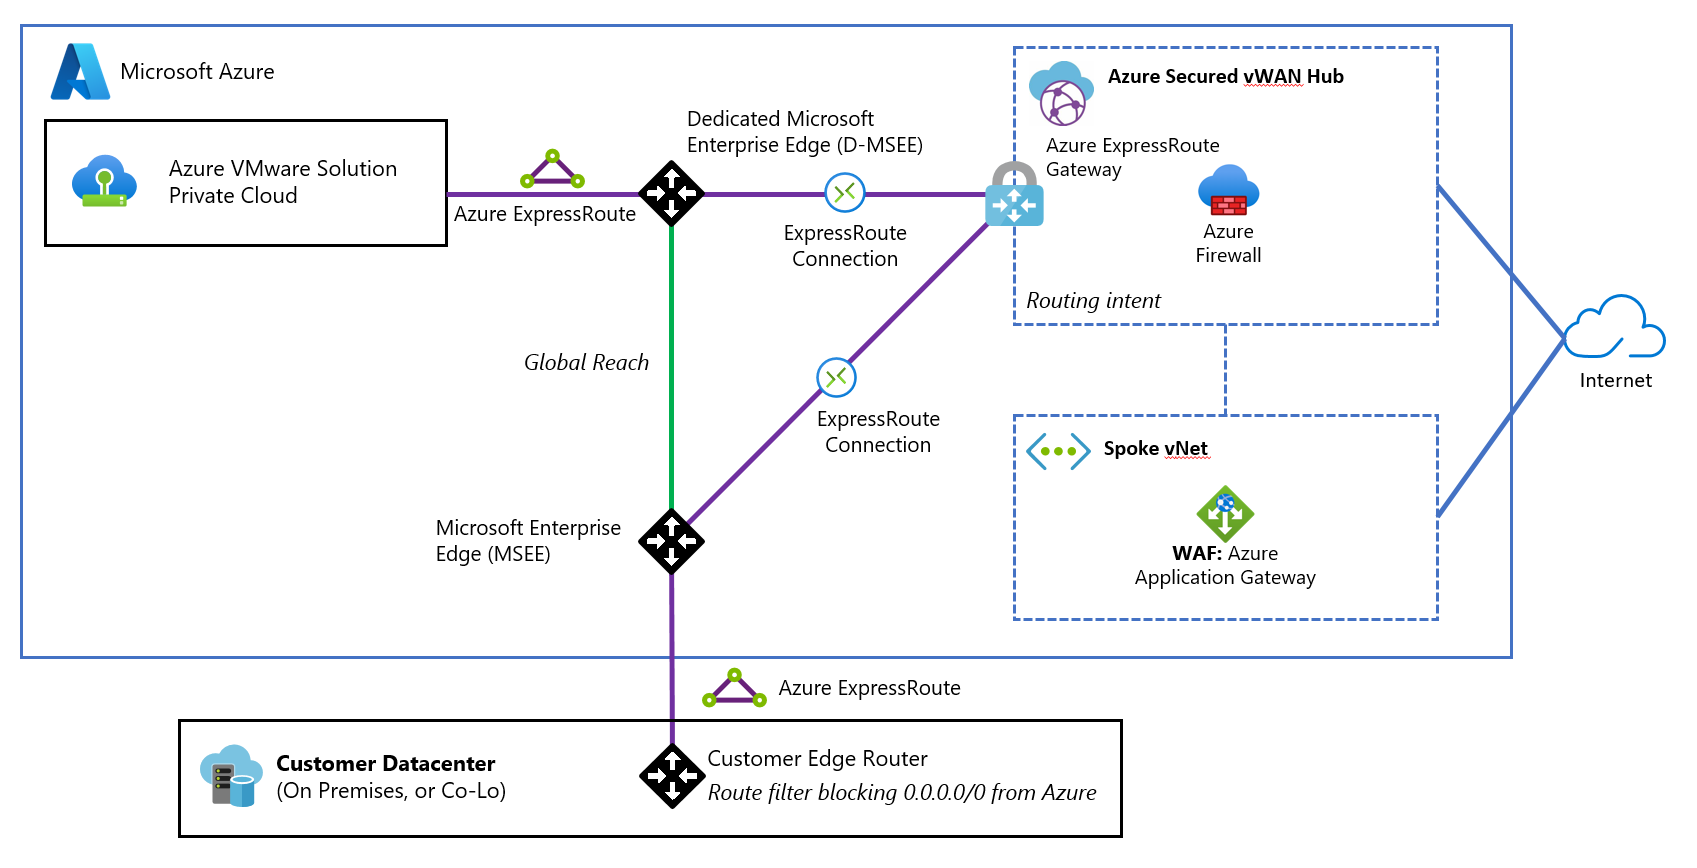 Microsoft Azure
Azure VMware Solution
Private Cloud
Azure ExpressRoute
Dedicated Microsoft
Enterprise Edge (D-MSEE)
ExpressRoute
Connection
Azure Secured vWAN Hub
Azure ExpressRoute
Gateway
Azure
Firewall
Routing intent
Internet
Global Reach
ExpressRoute
Connection
Spoke vNet
WAF: Azure
Application Gateway
Microsoft Enterprise
Edge (MSEE)
Azure ExpressRoute
Customer Datacenter
(On Premises, or Co-Lo)
Customer Edge Router
Route filter blocking 0.0.0.0/0 from Azure